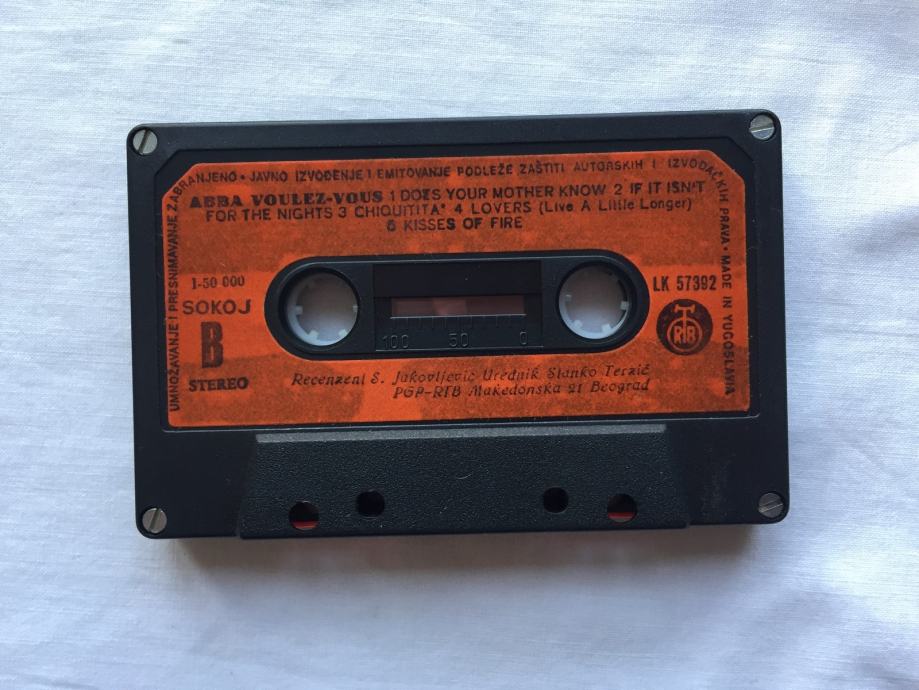 UMNOŽAVANJE I PRESNIMAVANJE ZABRANJENO • JAVNO IZVOĐENJE I EMITOVANJE PODLEŽE ZAŠTITI AUTORSKIH I IZVOĐAČKIH PRAVA • MADE IN YUGOSLAVIA
ABBA VOULEZ-VOUS 1 DOES YOUR MOTHER KNOW 2 IF IT ISN'T
FOR THE NIGHTS 3 CHIQUITITA* 4 LOVERS (Live A Little Longer)
6 KISSES OF FIRE
1-50 000
SOKOJ
B
STEREO
100 50 0
LK 57392
RTB
Recenzent S. Jakovljević Urednik Stanko Terzić
PGP-RTB Makedonska 21 Beograd